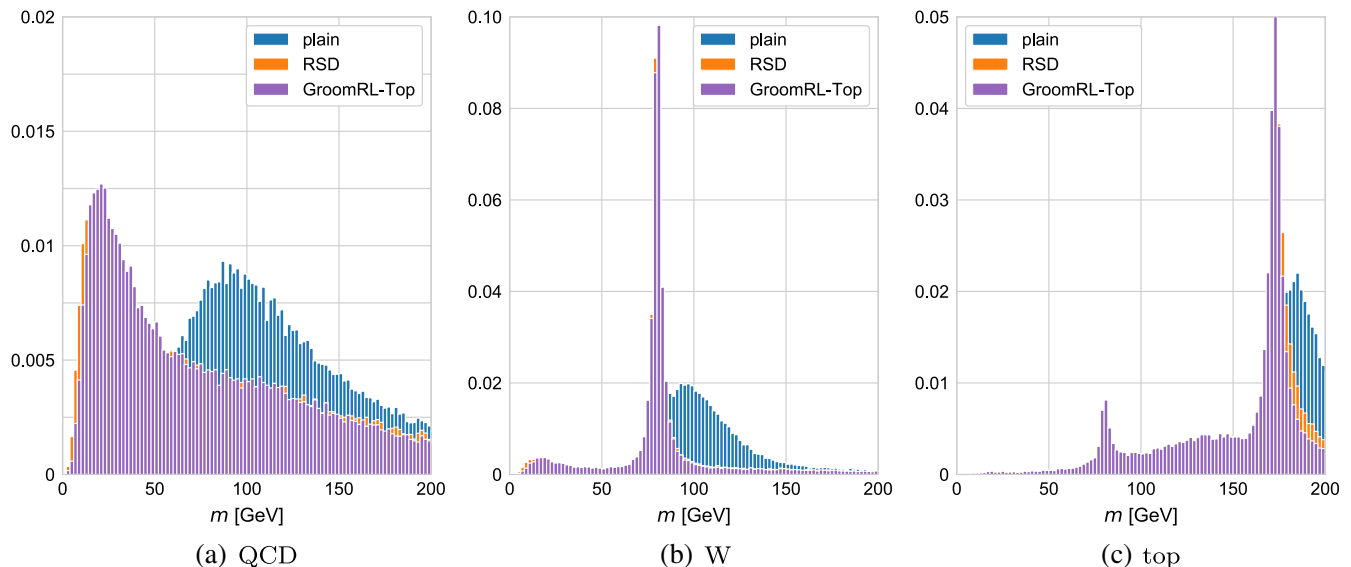 0.02
0.015
0.01
0.005
0
0 50 100 150 200
m [GeV]
plain
RSD
GroomRL-Top
(a) QCD
0.10
0.08
0.06
0.04
0.02
0
0 50 100 150 200
m [GeV]
plain
RSD
GroomRL-Top
(b) W
0.05
0.04
0.03
0.02
0.01
0
0 50 100 150 200
m [GeV]
plain
RSD
GroomRL-Top
(c) top